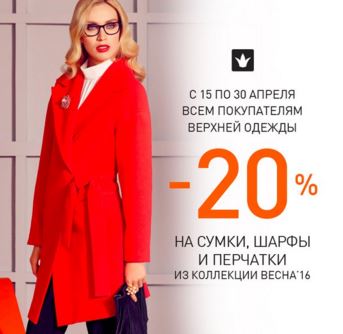 С 15 ПО 30 АПРЕЛЯ
ВСЕМ ПОКУПАТЕЛЯМ
ВЕРХНЕЙ ОДЕЖДЫ
-20%
НА СУМКИ, ШАРФЫ
И ПЕРЧАТКИ
ИЗ КОЛЛЕКЦИИ ВЕСНА'16